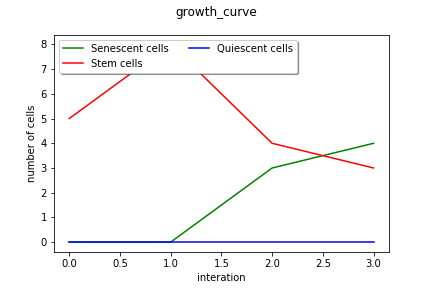 growth_curve
8
7
6
5
4
3
2
1
0
number of cells
Senescent cells
Stem cells
Quiescent cells
0.0 0.5 1.0 1.5 2.0 2.5 3.0
interation